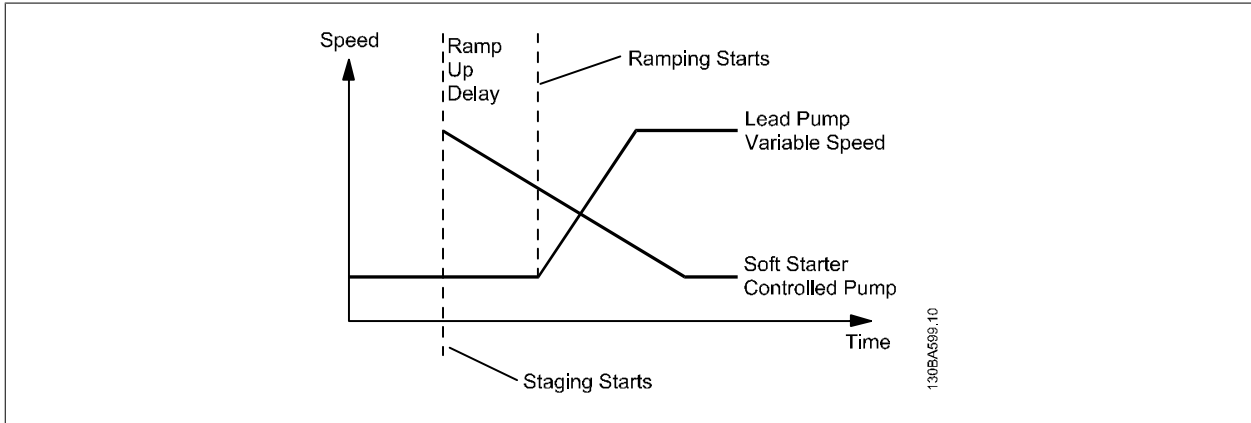 Speed
Ramp
Up
Delay
Ramping Starts
Lead Pump
Variable Speed
Soft Starter
Controlled Pump
Time
Staging Starts
130BA599.10